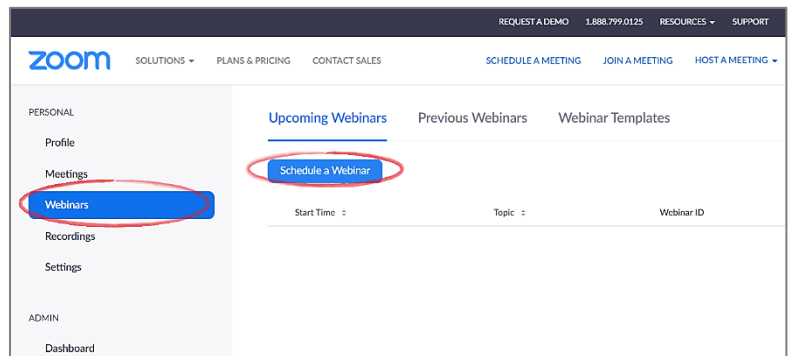 REQUEST A DEMO 1.888.799.0125 RESOURCES SUPPORT
zoom SOLUTIONS PLANS & PRICING CONTACT SALES SCHEDULE A MEETING JOIN A MEETING HOST A MEETING
PERSONAL
Profile
Meetings
Webinars
Recordings
Settings
ADMIN
Dashboard
Upcoming Webinars Previous Webinars Webinar Templates
Schedule a Webinar
Start Time Topic Webinar ID